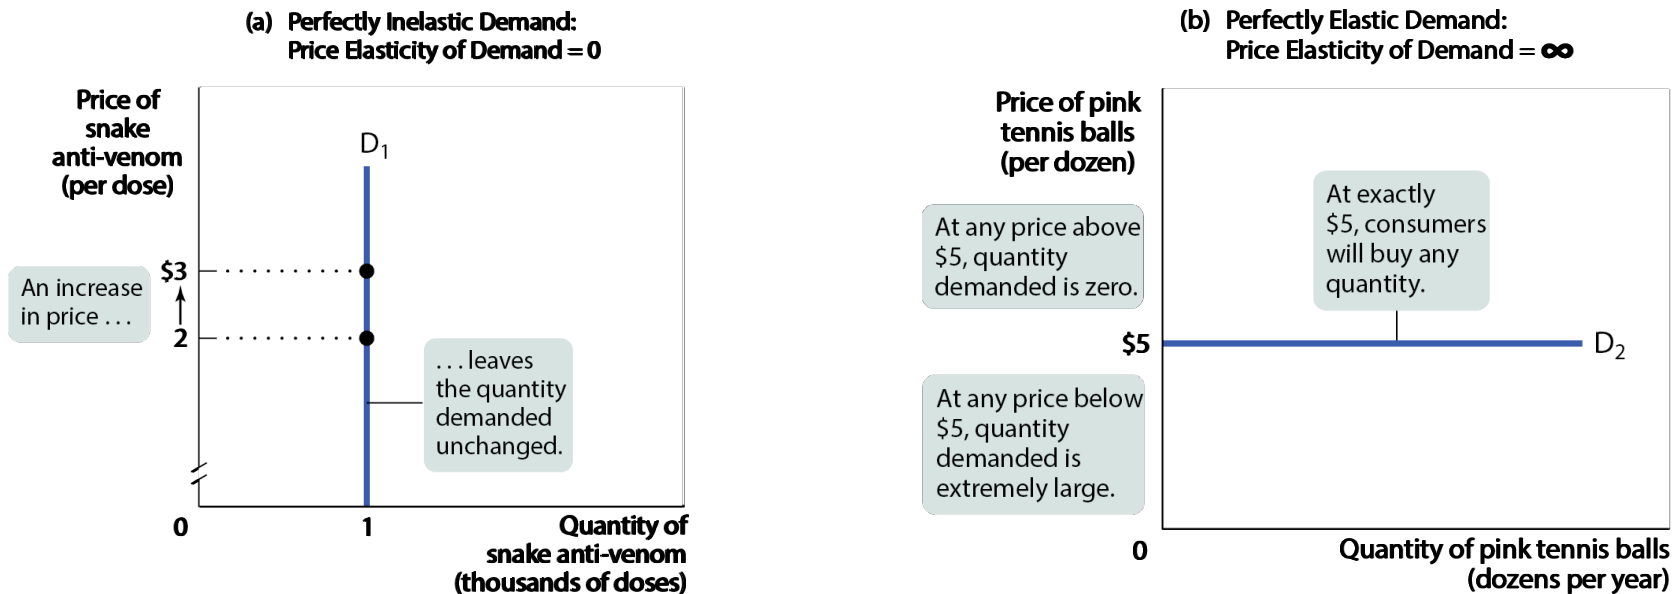 (a) Perfectly Inelastic Demand:
Price Elasticity of Demand = 0
Price of
snake
anti-venom
(per dose)
D1
$3
An increase
in price . . .
2
. . . leaves
the quantity
demanded
unchanged.
0
1
Quantity of
snake anti-venom
(thousands of doses)
(b) Perfectly Elastic Demand:
Price Elasticity of Demand = ∞
Price of pink
tennis balls
(per dozen)
At exactly
$5, consumers
will buy any
quantity.
At any price above
$5, quantity
demanded is zero.
$5
D2
At any price below
$5, quantity
demanded is
extremely large.
0
Quantity of pink tennis balls
(dozens per year)